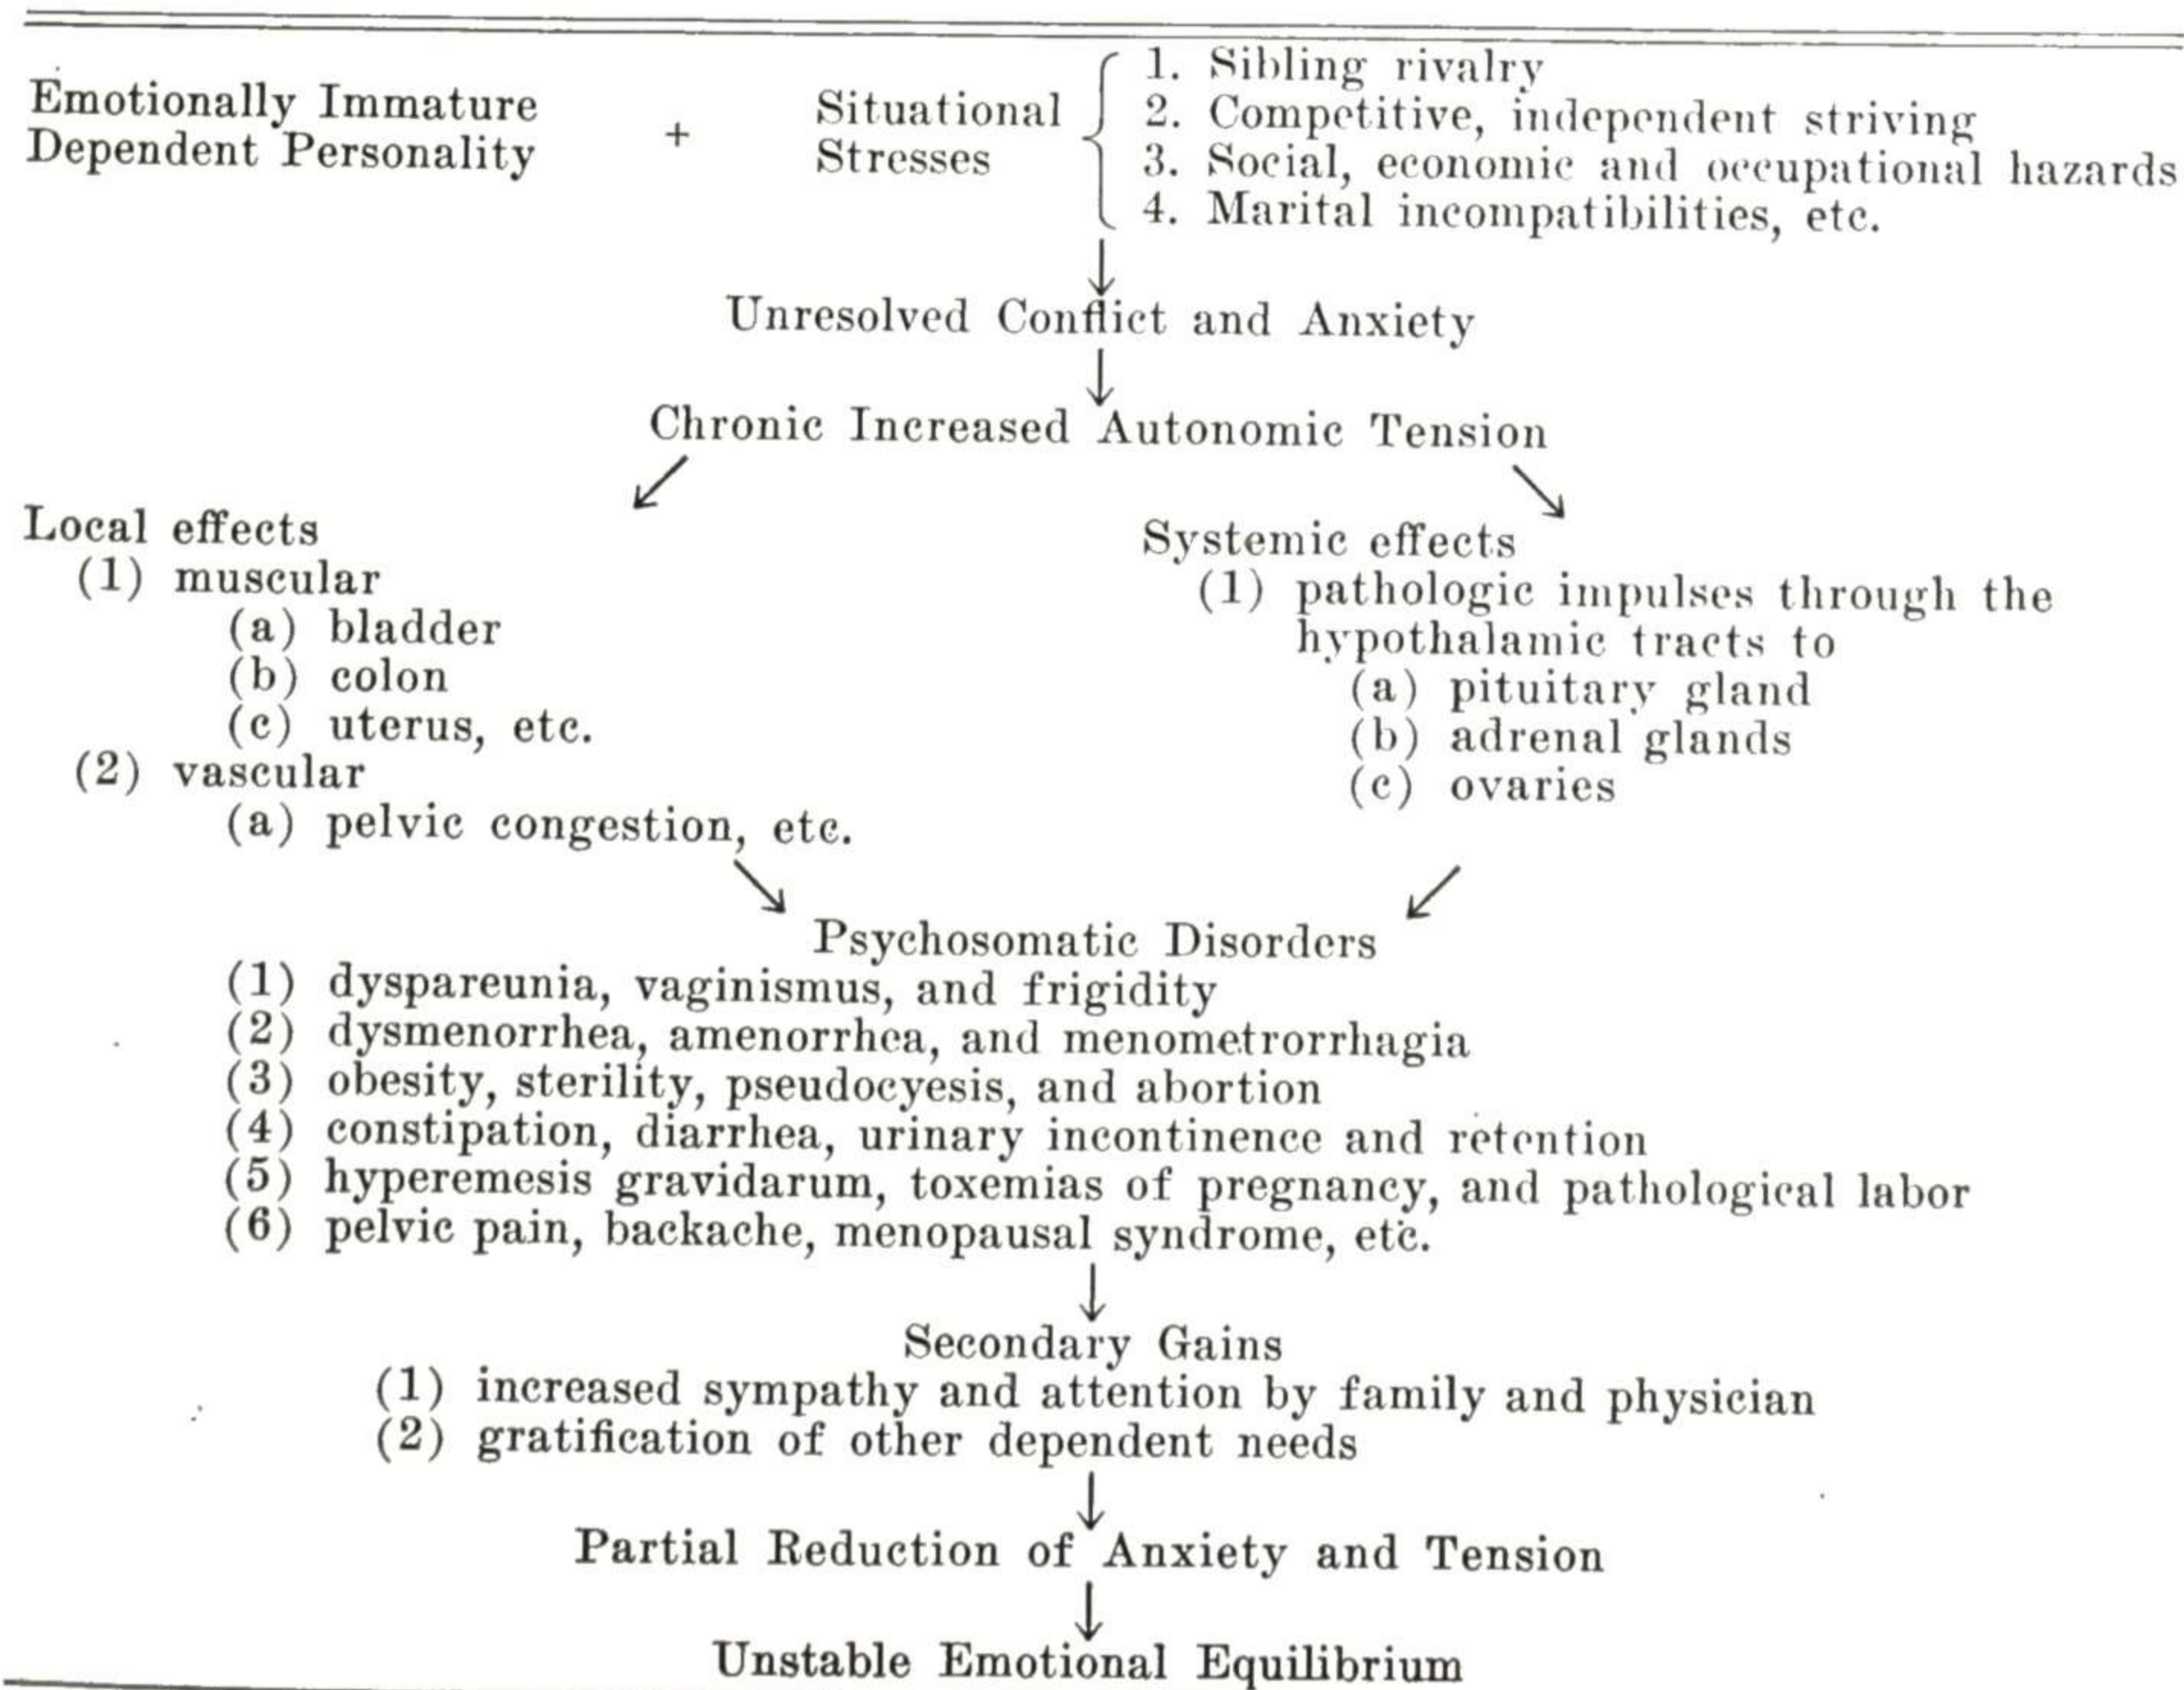 Emotionally Immature
Dependent Personality
+
Situational
Stresses
1. Sibling rivalry
2. Competitive, independent striving
3. Social, economic and occupational hazards
4. Marital incompatibilities, etc.
Unresolved Conflict and Anxiety
Chronic Increased Autonomic Tension
Local effects
(1) muscular
(a) bladder
(b) colon
(c) uterus, etc.
(2) vascular
(a) pelvic congestion, etc.
Systemic effects
(1) pathologic impulses through the
hypothalamic tracts to
(a) pituitary gland
(b) adrenal glands
(c) ovaries
Psychosomatic Disorders
(1) dyspareunia, vaginismus, and frigidity
(2) dysmenorrhea, amenorrhea, and menometrorrhagia
(3) obesity, sterility, pseudocyesis, and abortion
(4) constipation, diarrhea, urinary incontinence and retention
(5) hyperemesis gravidarum, toxemias of pregnancy, and pathological labor
(6) pelvic pain, backache, menopausal syndrome, etc.
Secondary Gains
(1) increased sympathy and attention by family and physician
(2) gratification of other dependent needs
Partial Reduction of Anxiety and Tension
Unstable Emotional Equilibrium